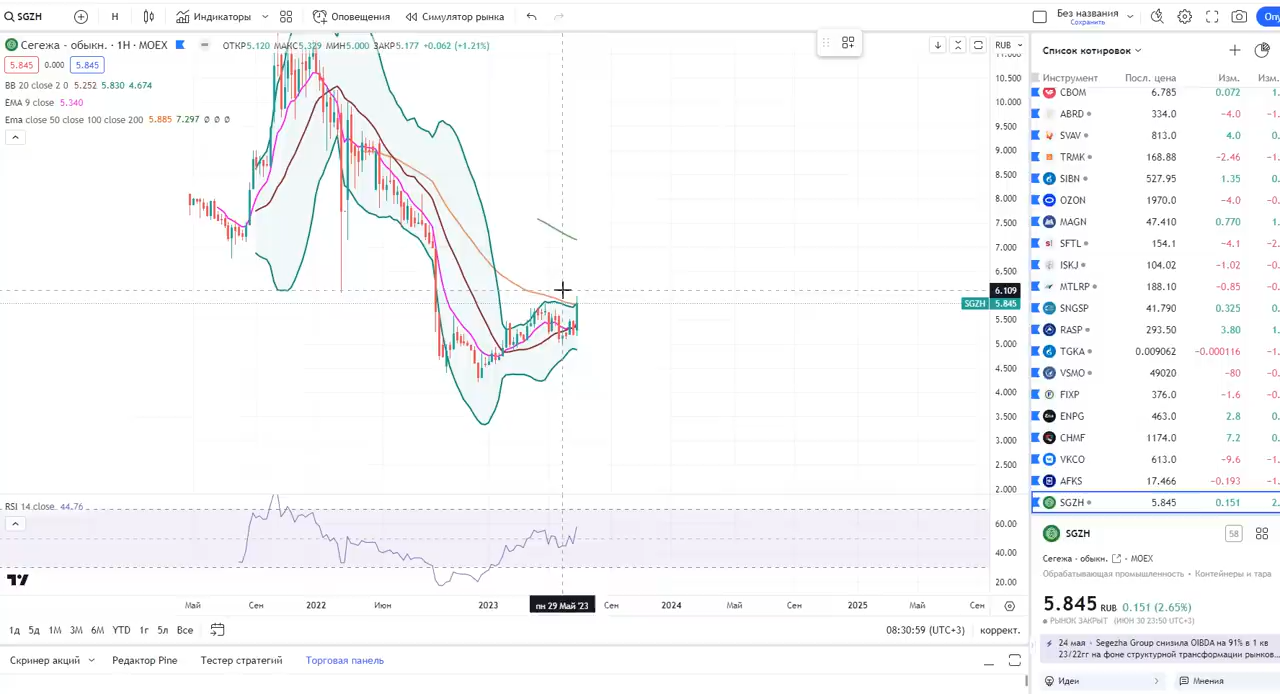 SGZH Н Индикаторы Оповещения Симулятор рынка Без названия
Сохранить
Сегежа - обыкн. · 1Н · MOEX ОТКР5.120 МАКС5.329 МИН5.000 ЗАКР5.177 +0.062 (+1.21%) RUB
5.845 0.000 5.845
BB 20 close 2 0 5.252 5.830 4.674
EMA 9 close 5.340
Ema close 50 close 100 close 200 5.885 7.297 ∅ ∅ ∅
11.000
10.500
10.000
9.500
9.000
8.500
8.000
7.500
7.000
6.500
6.109
SGZH 5.845
5.500
5.000
4.500
4.000
3.500
3.000
2.500
2.000
RSI 14 close 44.76
60.00
40.00
20.00
Май Сен 2022 Июн 2023 пн 29 Май '23 Сен 2024 Май Сен 2025 Май Сен
1д 5д 1М 3М 6М YTD 1г 5л Все 08:30:59 (UTC+3) коррект.
Скринер акций Редактор Pine Тестер стратегий Торговая панель
Список котировок
Инструмент Посл. цена Изм. Изм.
CBOM 6.785 0.072
ABRD 334.0 −4.0
SVAV 813.0 4.0
TRMK 168.88 −2.46
SIBN 527.95 1.35
OZON 1970.0 −4.0
MAGN 47.410 0.770
SFTL 154.1 −4.1
ISKJ 104.02 −1.02
MTLRP 188.10 −0.85
SNGSP 41.790 0.325
RASP 293.50 3.80
TGKA 0.009062 −0.000116
VSMO 49020 −80
FIXP 376.0 −1.6
ENPG 463.0 2.8
CHMF 1174.0 7.2
VKCO 613.0 −9.6
AFKS 17.466 −0.193
SGZH 5.845 0.151
SGZH 58
Сегежа - обыкн. · MOEX
Обрабатывающая промышленность • Контейнеры и тара
5.845 RUB 0.151 (2.65%)
РЫНОК ЗАКРЫТ (ИЮН 30 23:50 UTC+3)
24 мая · Segezha Group снизила OIBDA на 91% в 1 кв
23/22гг на фоне структурной трансформации рынков...
Идеи Мнения